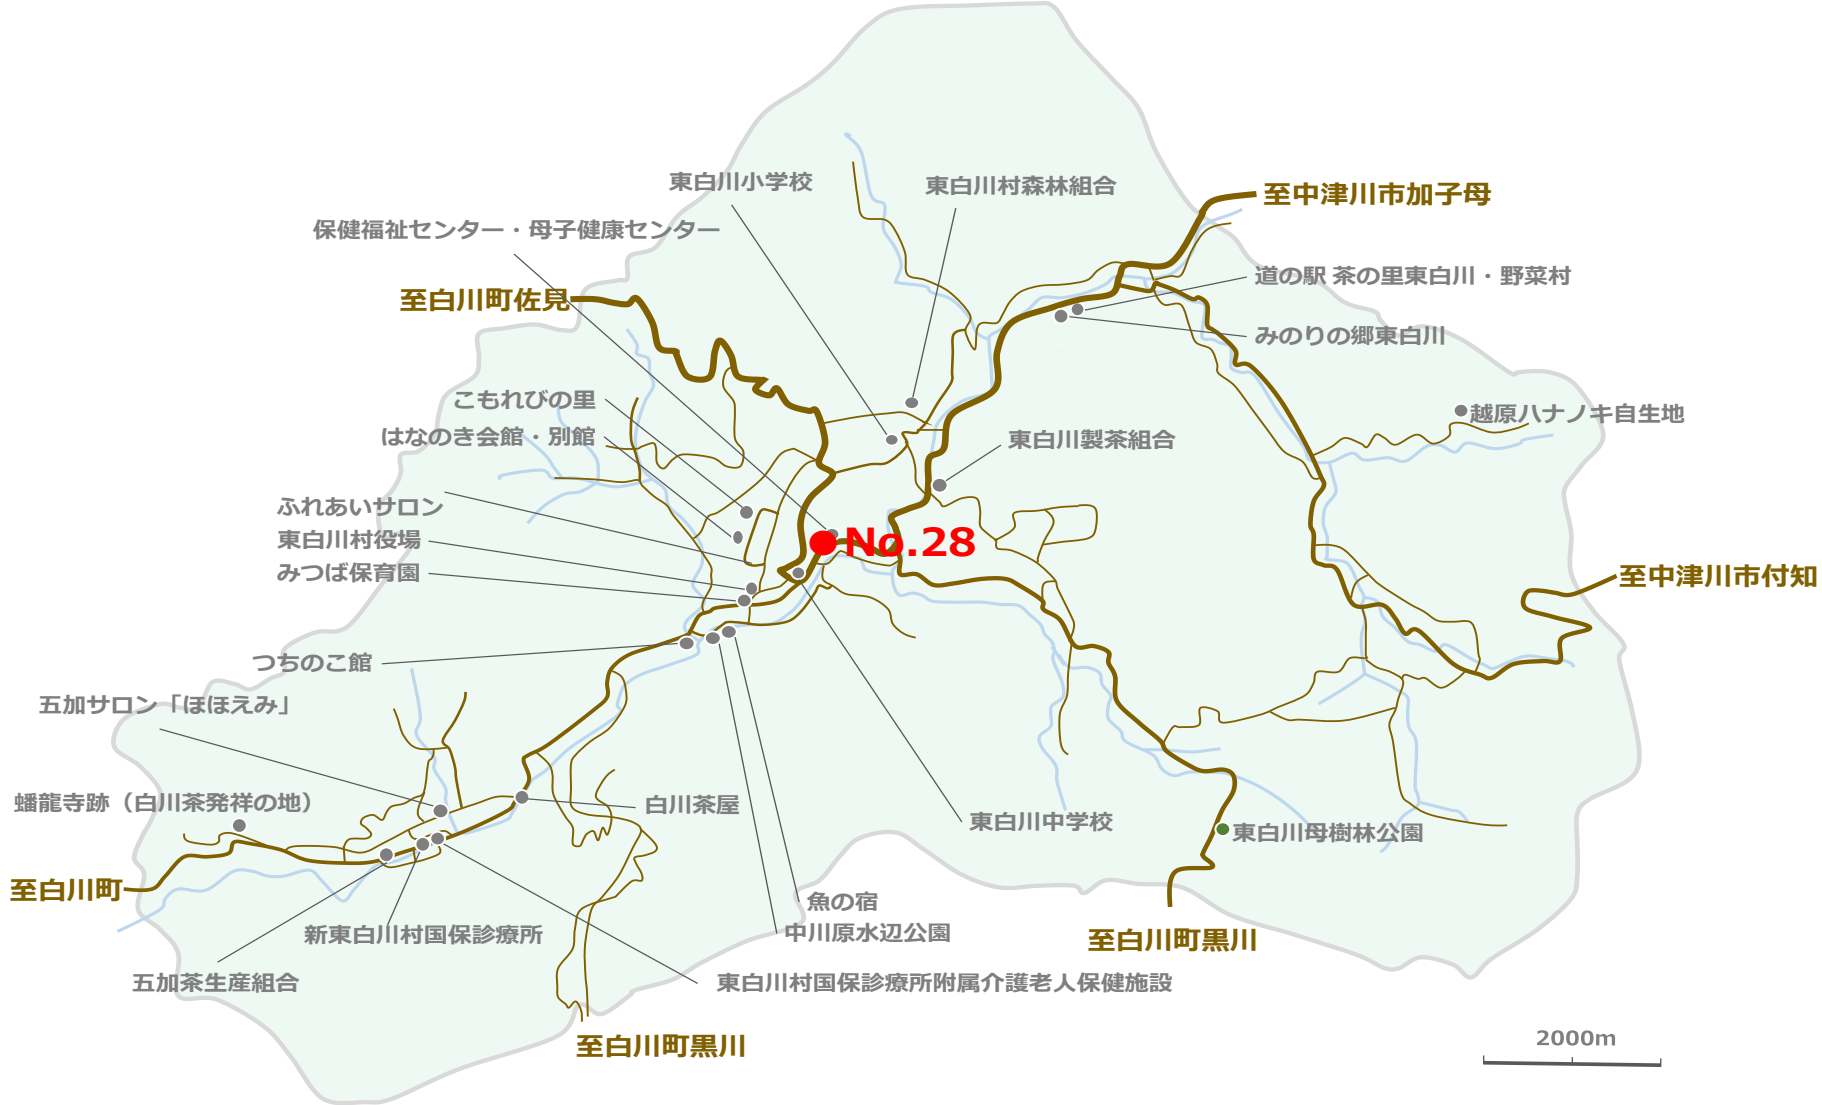 東白川小学校
東白川村森林組合
至中津川市加子母
保健福祉センター・母子健康センター
道の駅 茶の里東白川・野菜村
至白川町佐見
みのりの郷東白川
こもれびの里
越原ハナノキ自生地
はなのき会館・別館
東白川製茶組合
ふれあいサロン
東白川村役場
No.28
みつば保育園
至中津川市付知
つちのこ館
五加サロン「ほほえみ」
蟠龍寺跡（白川茶発祥の地）
白川茶屋
東白川中学校
東白川母樹林公園
至白川町
魚の宿
新東白川村国保診療所
中川原水辺公園
至白川町黒川
五加茶生産組合
東白川村国保診療所附属介護老人保健施設
至白川町黒川
2000m